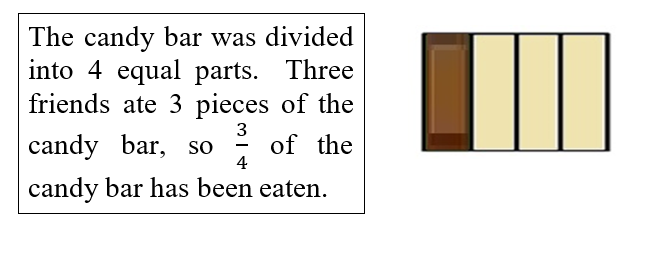 The candy bar was divided
into 4 equal parts. Three
friends ate 3 pieces of the
candy bar, so 3/4 of the
candy bar has been eaten.